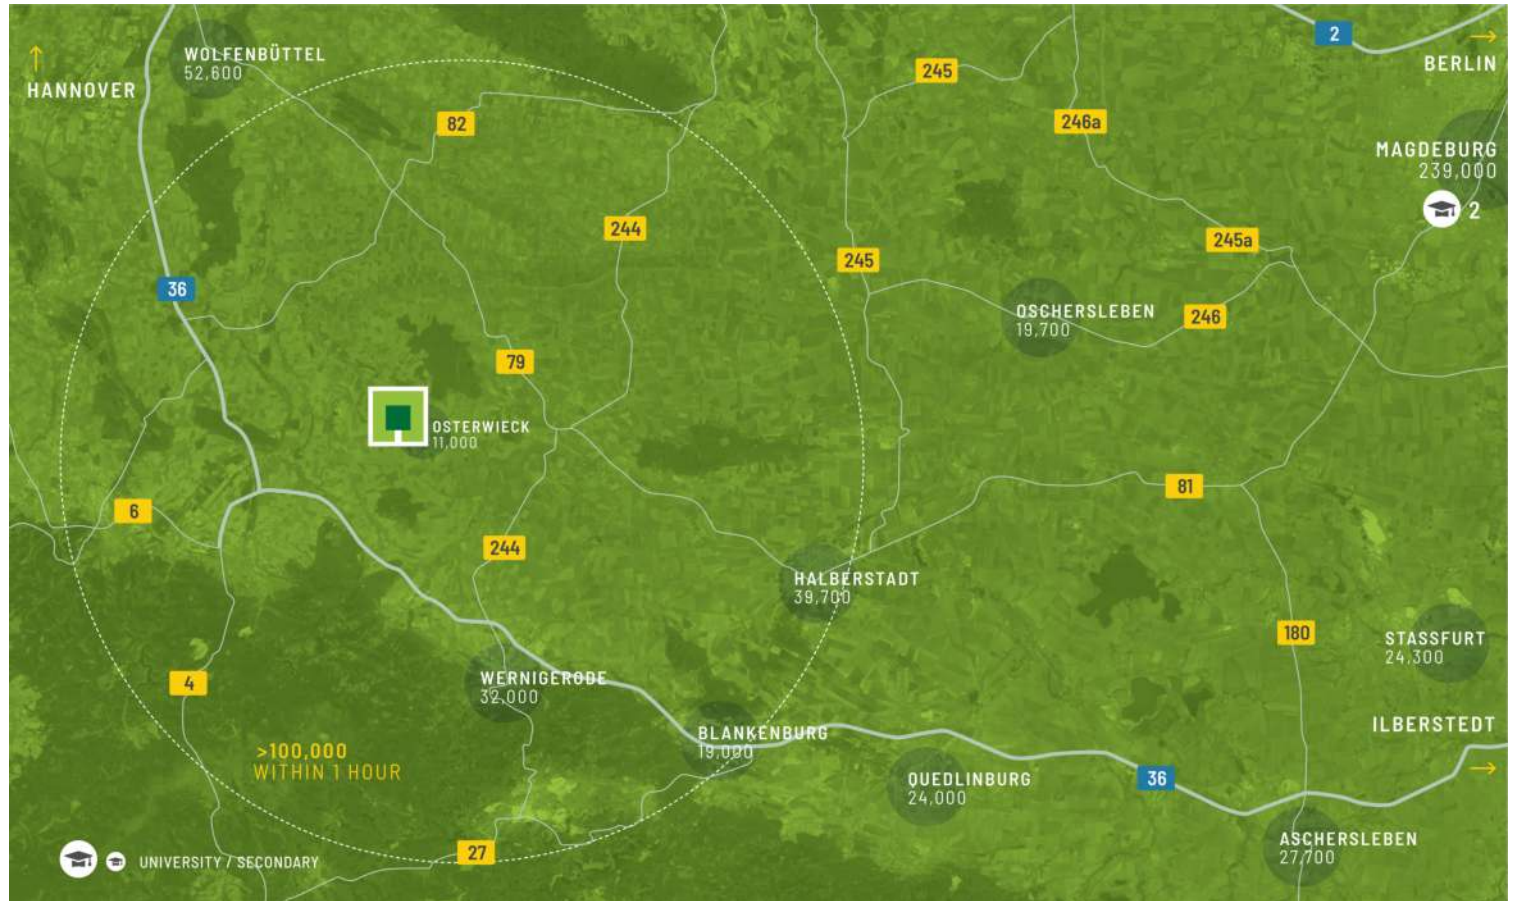 2
WOLFENBÜTTEL
52,600
HANNOVER
BERLIN
245
82
246a
MAGDEBURG
239,000
2
244
245a
245
36
OSCHERSLEBEN
19,700
246
79
OSTERWIECK
11,000
81
6
244
HALBERSTADT
39,700
180
STASSFURT
24,300
4
WERNIGERODE
32,000
ILBERSTEDT
BLANKENBURG
19,000
>100,000
WITHIN 1 HOUR
QUEDLINBURG
24,000
36
ASCHERSLEBEN
27,700
27
UNIVERSITY / SECONDARY